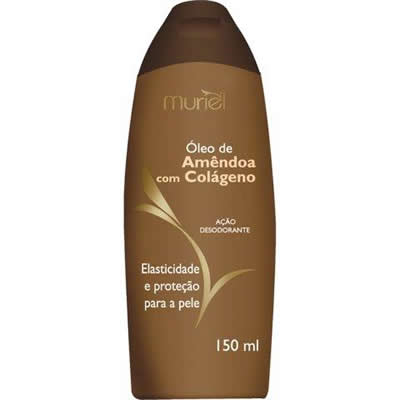 muriel
Óleo de
Amêndoa
com Colágeno
AÇÃO
DESODORANTE
Elasticidade
e proteção
para a pele
150 ml